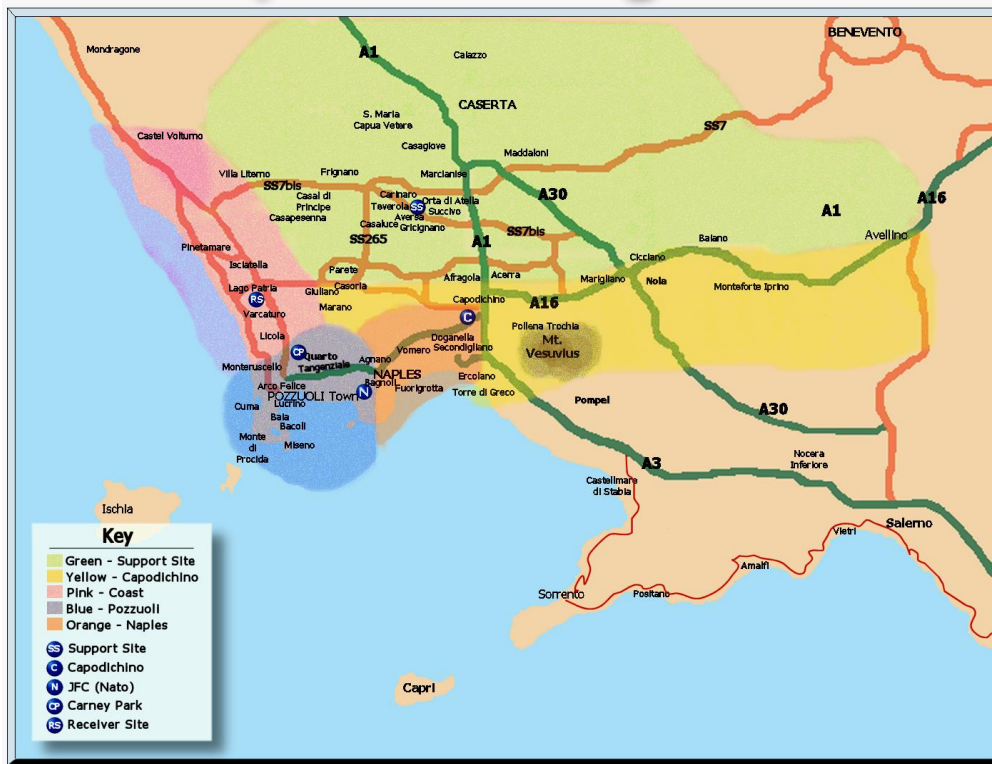 Mondragone
A1
Caiazzo
BENEVENTO
CASERTA
S. Maria
Capua Vetere
SS7
Castel Volturno
Casagiove
Maddaloni
Villa Literno
Frignano
Marcianise
SS7bis
Carinaro
A30
A16
Casal di
Principe
Teverola
SS
Orta di Atella
Succivo
A1
Casapesenna
Aversa
Casaluce
Gricignano
SS7bis
Avellino
Pinetamare
SS265
A1
Baiano
Isciatella
Parete
Cicciano
Afragola
Acerra
Marigliano
Nola
Lago Patria
Giuliano
Casoria
Monteforte Iprino
RS
Capodichino
A16
Varcaturo
Marano
C
Pollena Trochia
Licola
Doganella
Mt.
Vesuvius
CP
Quarto
Vomero
Secondigliano
Monteruscello
Tangenziale
Agnano
NAPLES
Ercolano
Arco Felice
Bagnoli
Fuorigrotta
Torre di Greco
POZZUOLI Town
N
Pompei
Cuma
Lucrino
A30
Baia
Bacoli
Monte
di
Procida
Miseno
Nocera
Inferiore
A3
Castellmare
di Stabia
Ischia
Salerno
Vietri
Amalfi
Sorrento
Positano
Capri
Key
Green - Support Site
Yellow - Capodichino
Pink - Coast
Blue - Pozzuoli
Orange - Naples
SS Support Site
C Capodichino
N JFC (Nato)
CP Carney Park
RS Receiver Site